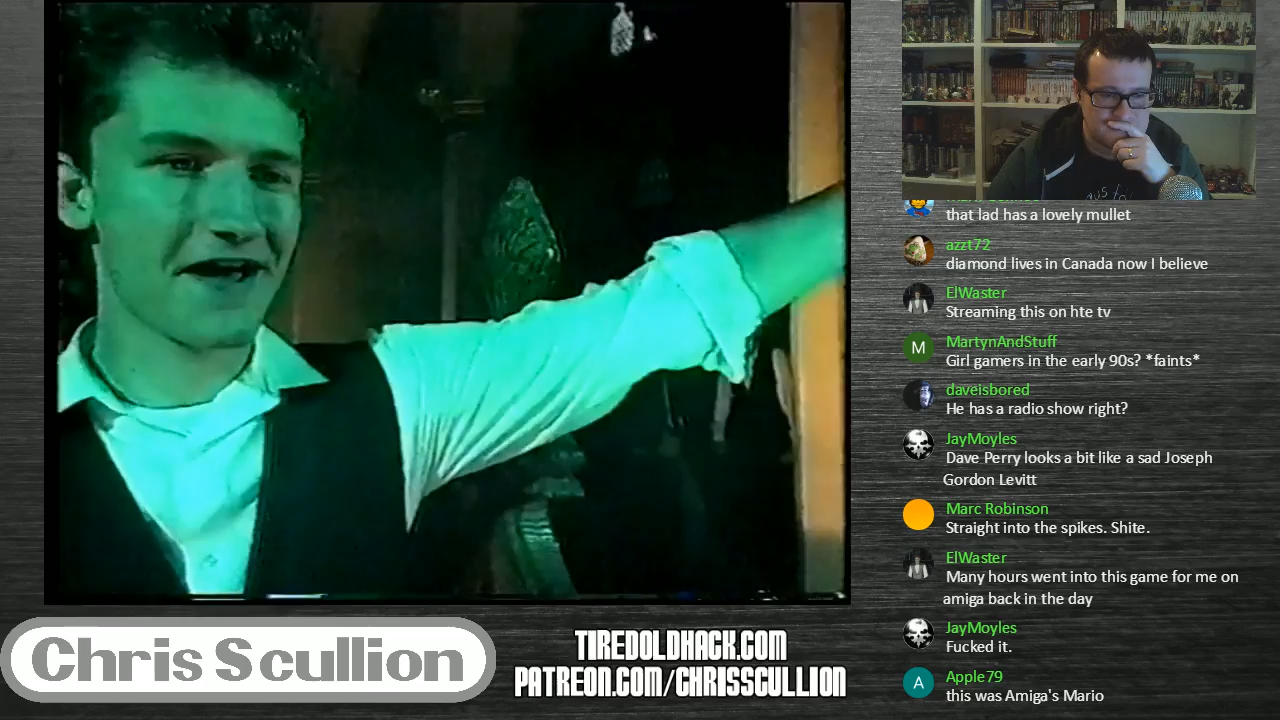 that lad has a lovely mullet
azzt72
diamond lives in Canada now I believe
ElWaster
Streaming this on hte tv
M
MartynAndStuff
Girl gamers in the early 90s? *faints*
daveisbored
He has a radio show right?
JayMoyles
Dave Perry looks a bit like a sad Joseph
Gordon Levitt
Marc Robinson
Straight into the spikes. Shite.
ElWaster
Many hours went into this game for me on
amiga back in the day
JayMoyles
Fucked it.
A
Apple79
this was Amiga's Mario
Chris Scullion
TIREDOLDHACK.COM
PATREON.COM/CHRISSCULLION